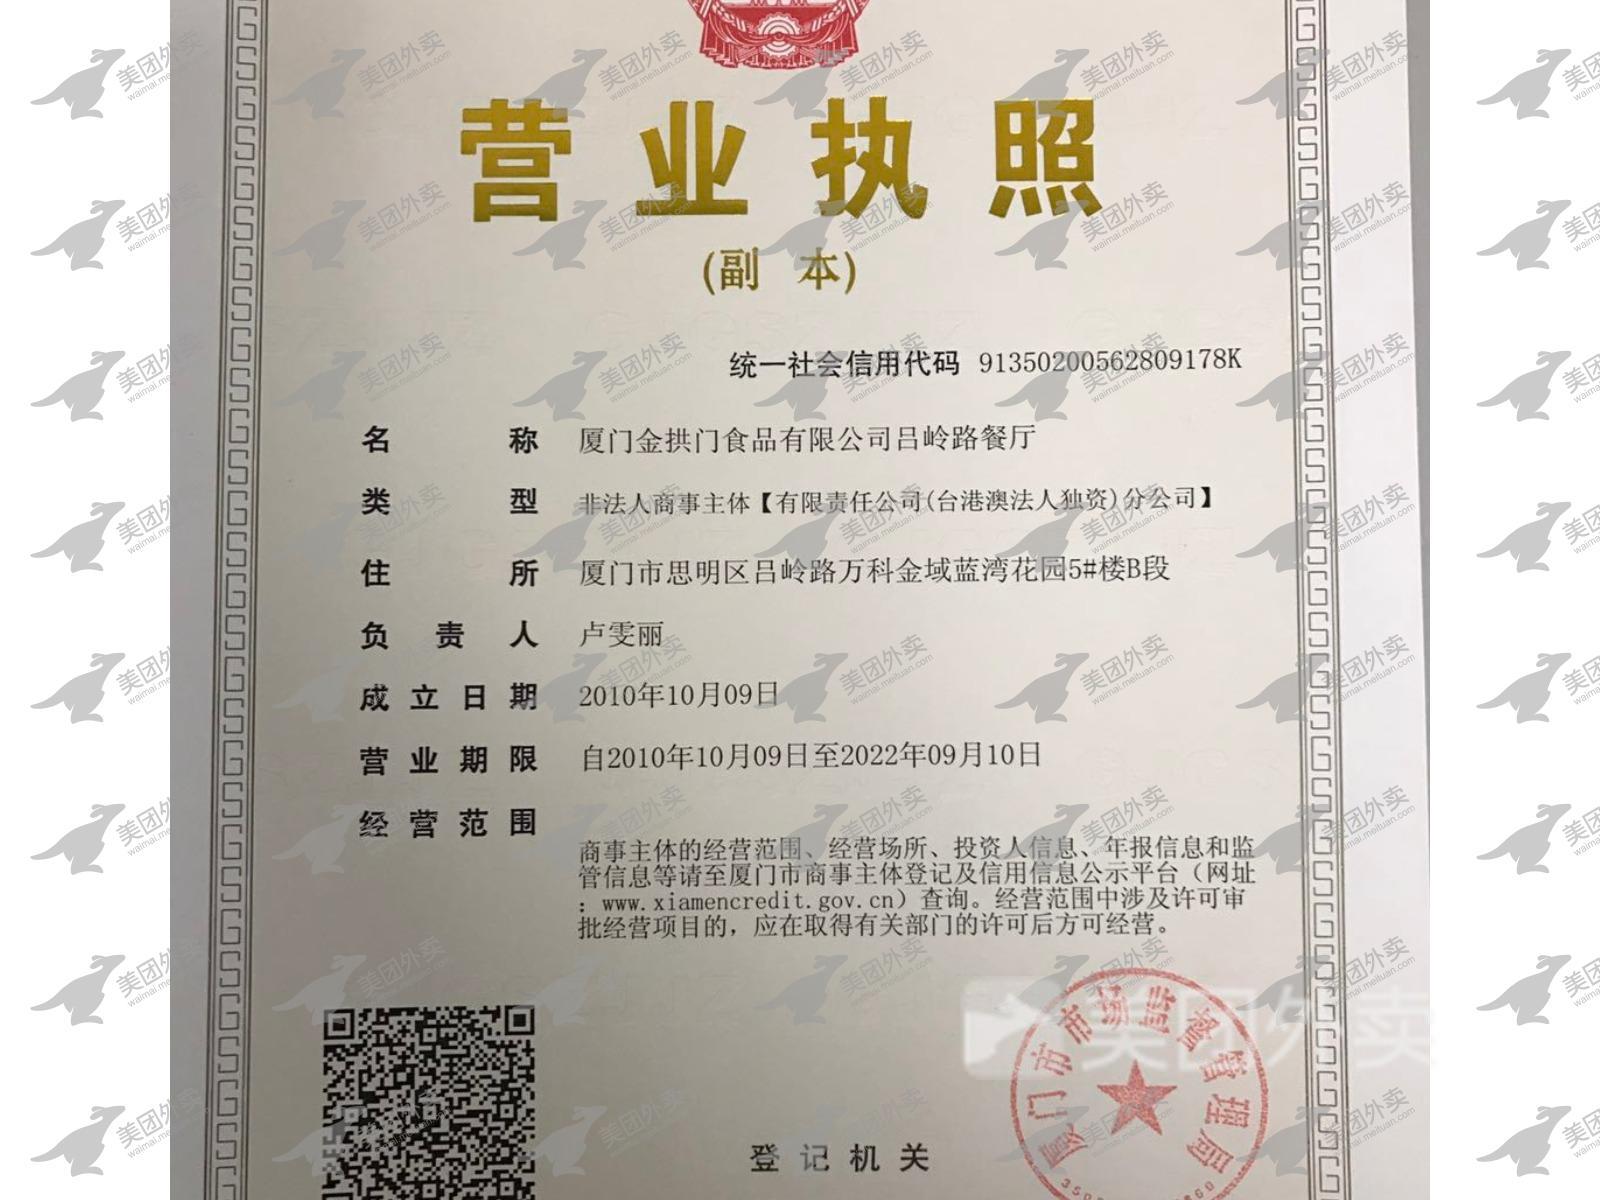 营业执照
(副 本)
统一社会信用代码 91350200562809178K
名 称 厦门金拱门食品有限公司吕岭路餐厅
类 型 非法人商事主体【有限责任公司(台港澳法人独资)分公司】
住 所 厦门市思明区吕岭路万科金域蓝湾花园5#楼B段
负 责 人 卢雯丽
成 立 日 期 2010年10月09日
营 业 期 限 自2010年10月09日至2022年09月10日
经 营 范 围
商事主体的经营范围、经营场所、投资人信息、年报信息和监
管信息等请至厦门市商事主体登记及信用信息公示平台（网址
：www.xiamencredit.gov.cn）查询。经营范围中涉及许可审
批经营项目的，应在取得有关部门的许可后方可经营。
厦门市市场监督管理局
登 记 机 关
美团外卖
waimai.meituan.com